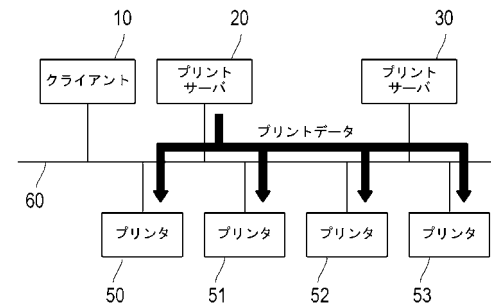 10
20
30
クライアント
プリント
サーバ
プリント
サーバ
プリントデータ
60
プリンタ
プリンタ
プリンタ
プリンタ
50
51
52
53